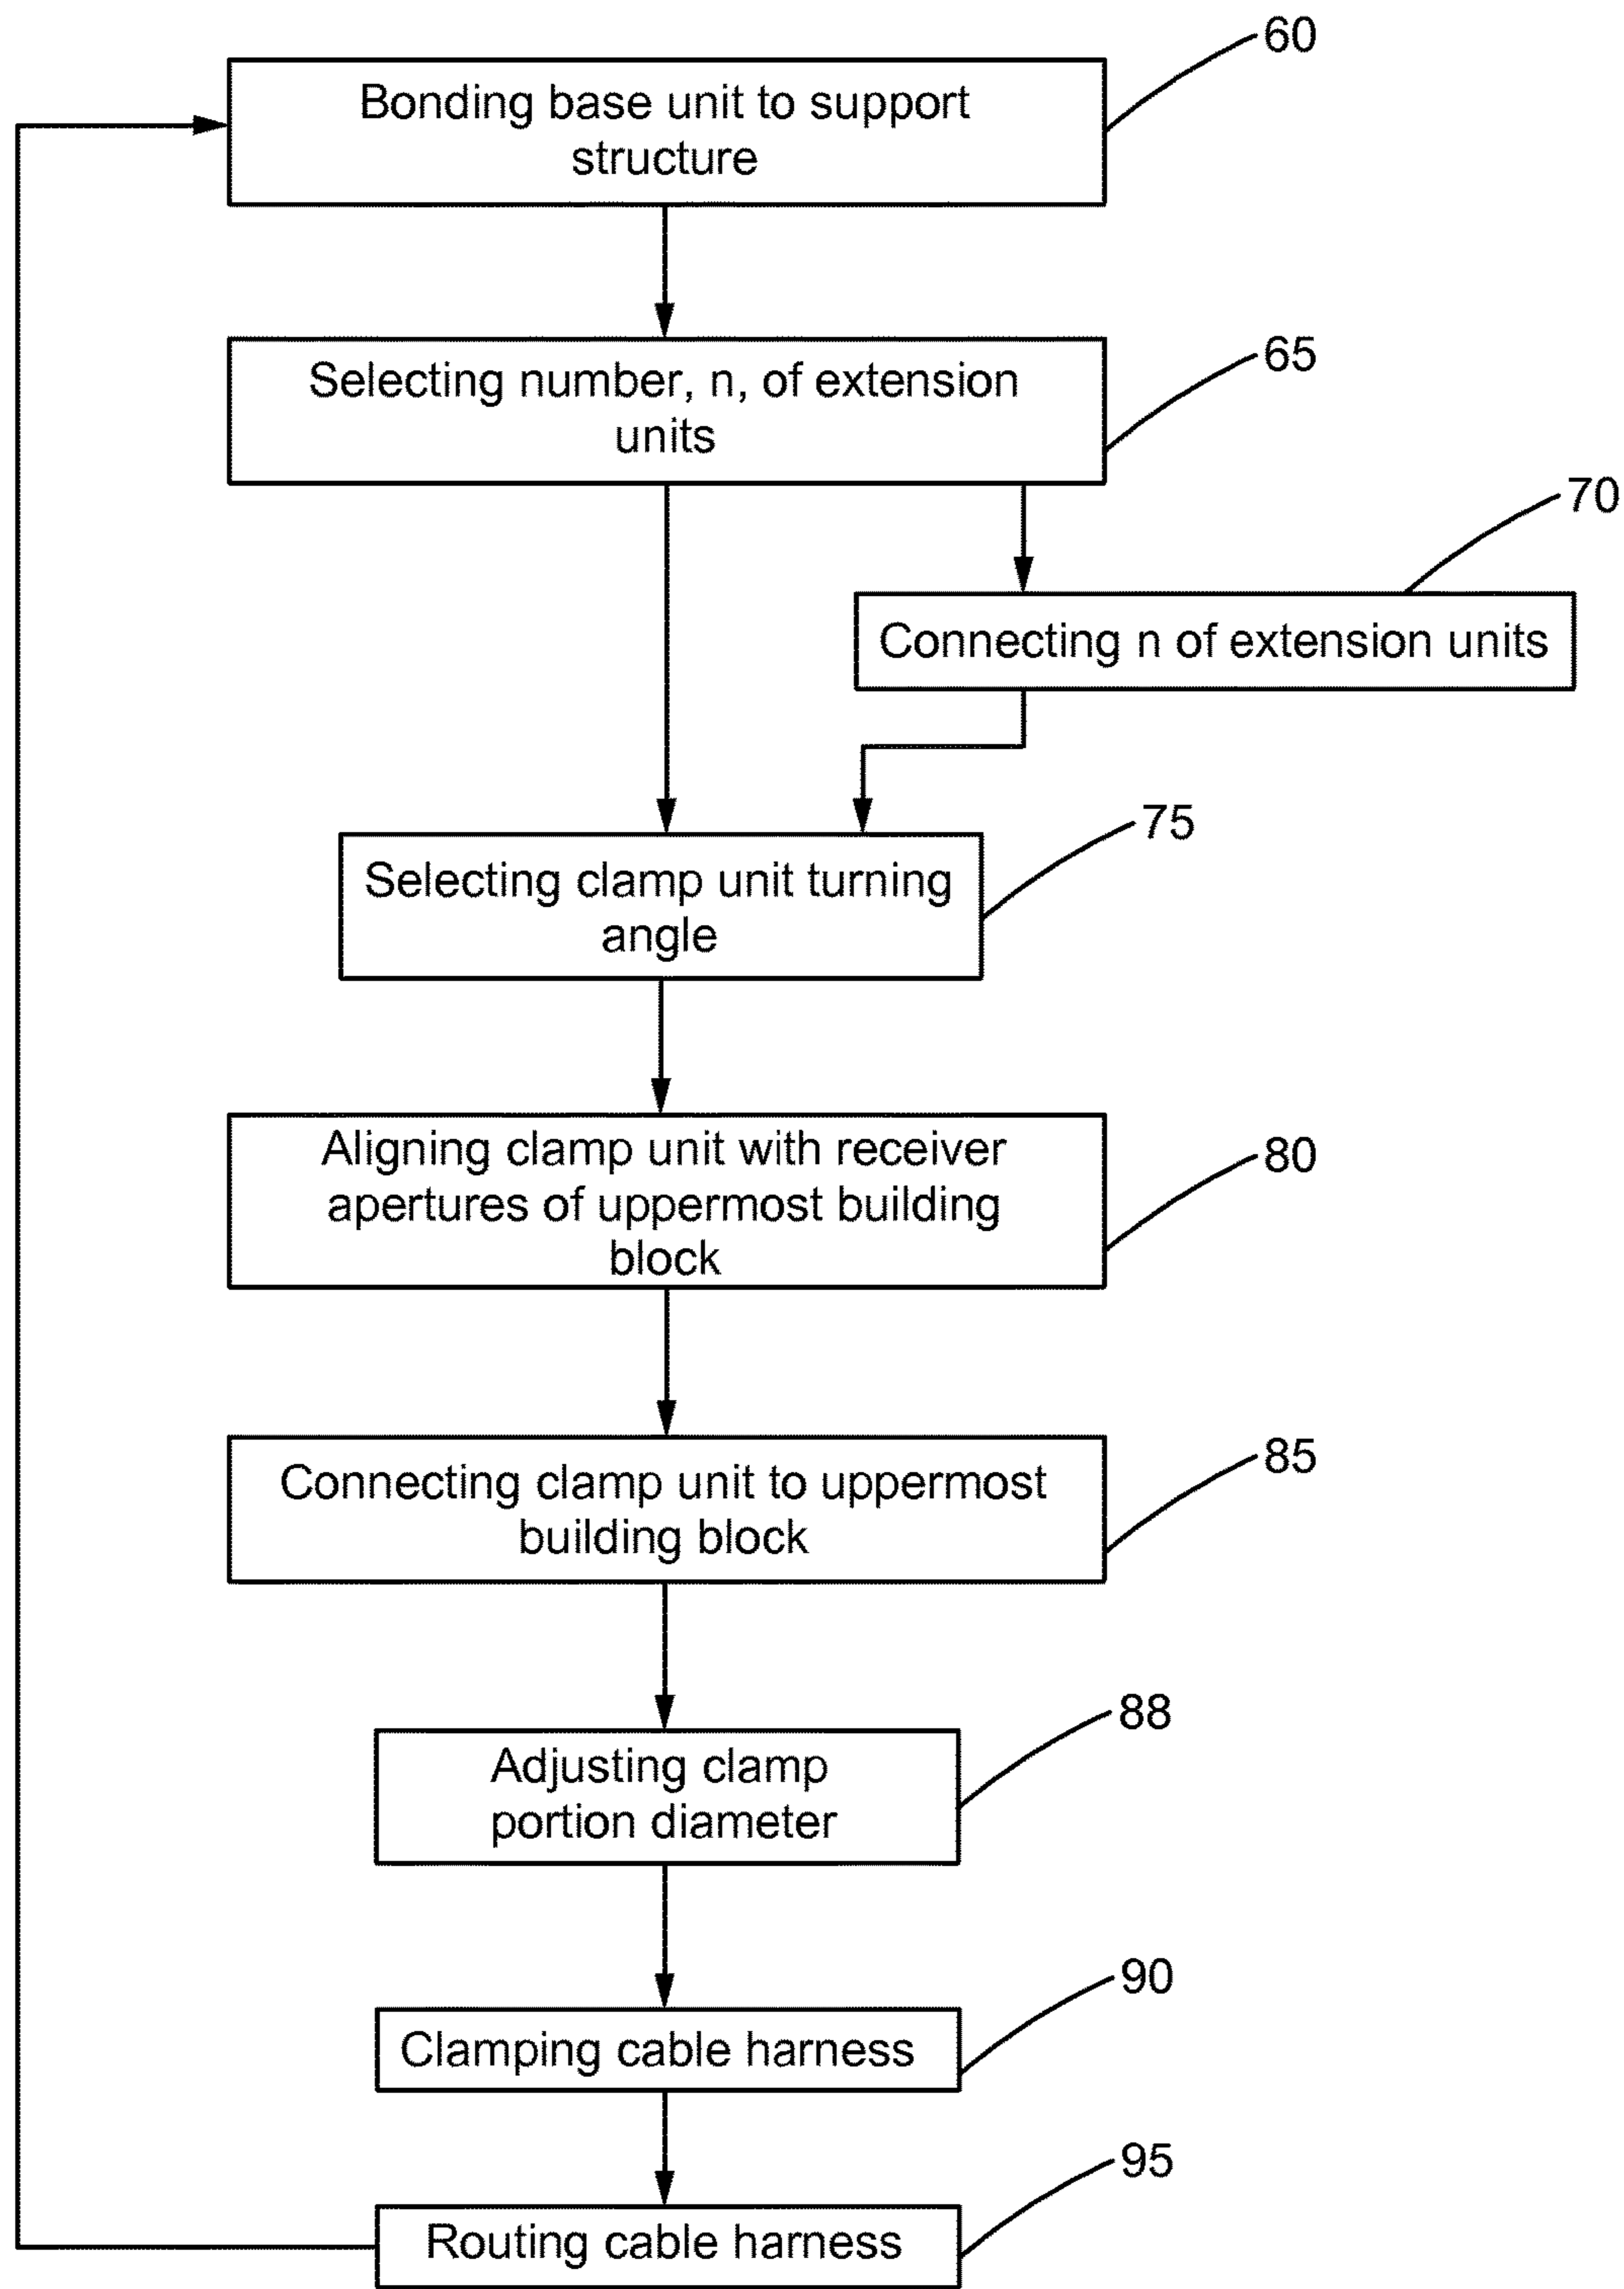 60
Bonding base unit to support
structure
65
Selecting number, n, of extension
units
70
Connecting n of extension units
75
Selecting clamp unit turning
angle
80
Aligning clamp unit with receiver
apertures of uppermost building
block
85
Connecting clamp unit to uppermost
building block
88
Adjusting clamp
portion diameter
90
Clamping cable harness
95
Routing cable harness